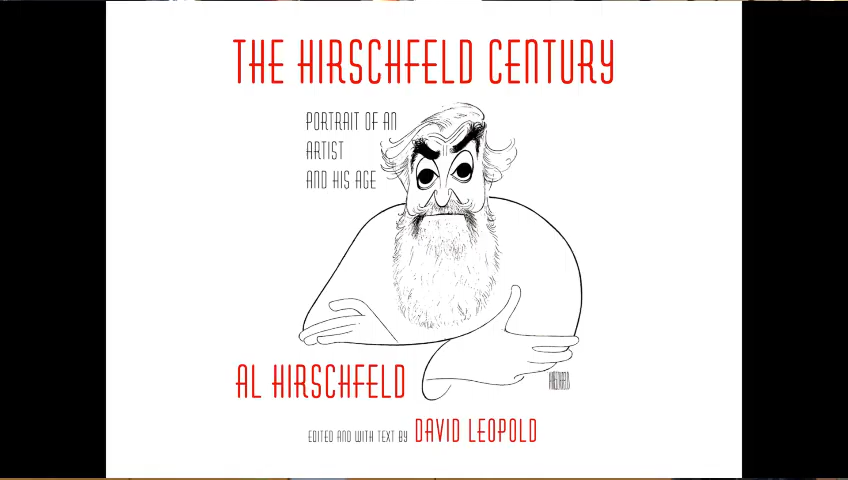 THE HIRSCHFELD CENTURY
PORTRAIT OF AN
ARTIST
AND HIS AGE
AL HIRSCHFELD
EDITED AND WITH TEXT BY DAVID LEOPOLD